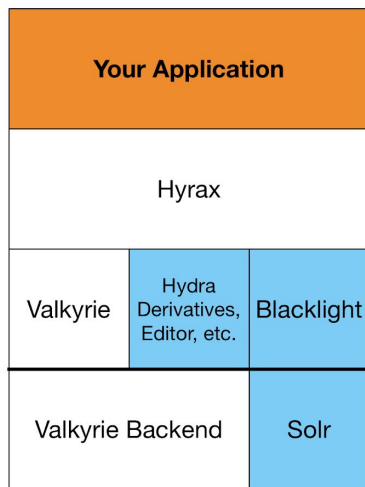 Your Application
Hyrax
Valkyrie
Hydra
Derivatives,
Editor, etc.
Blacklight
Valkyrie Backend
Solr